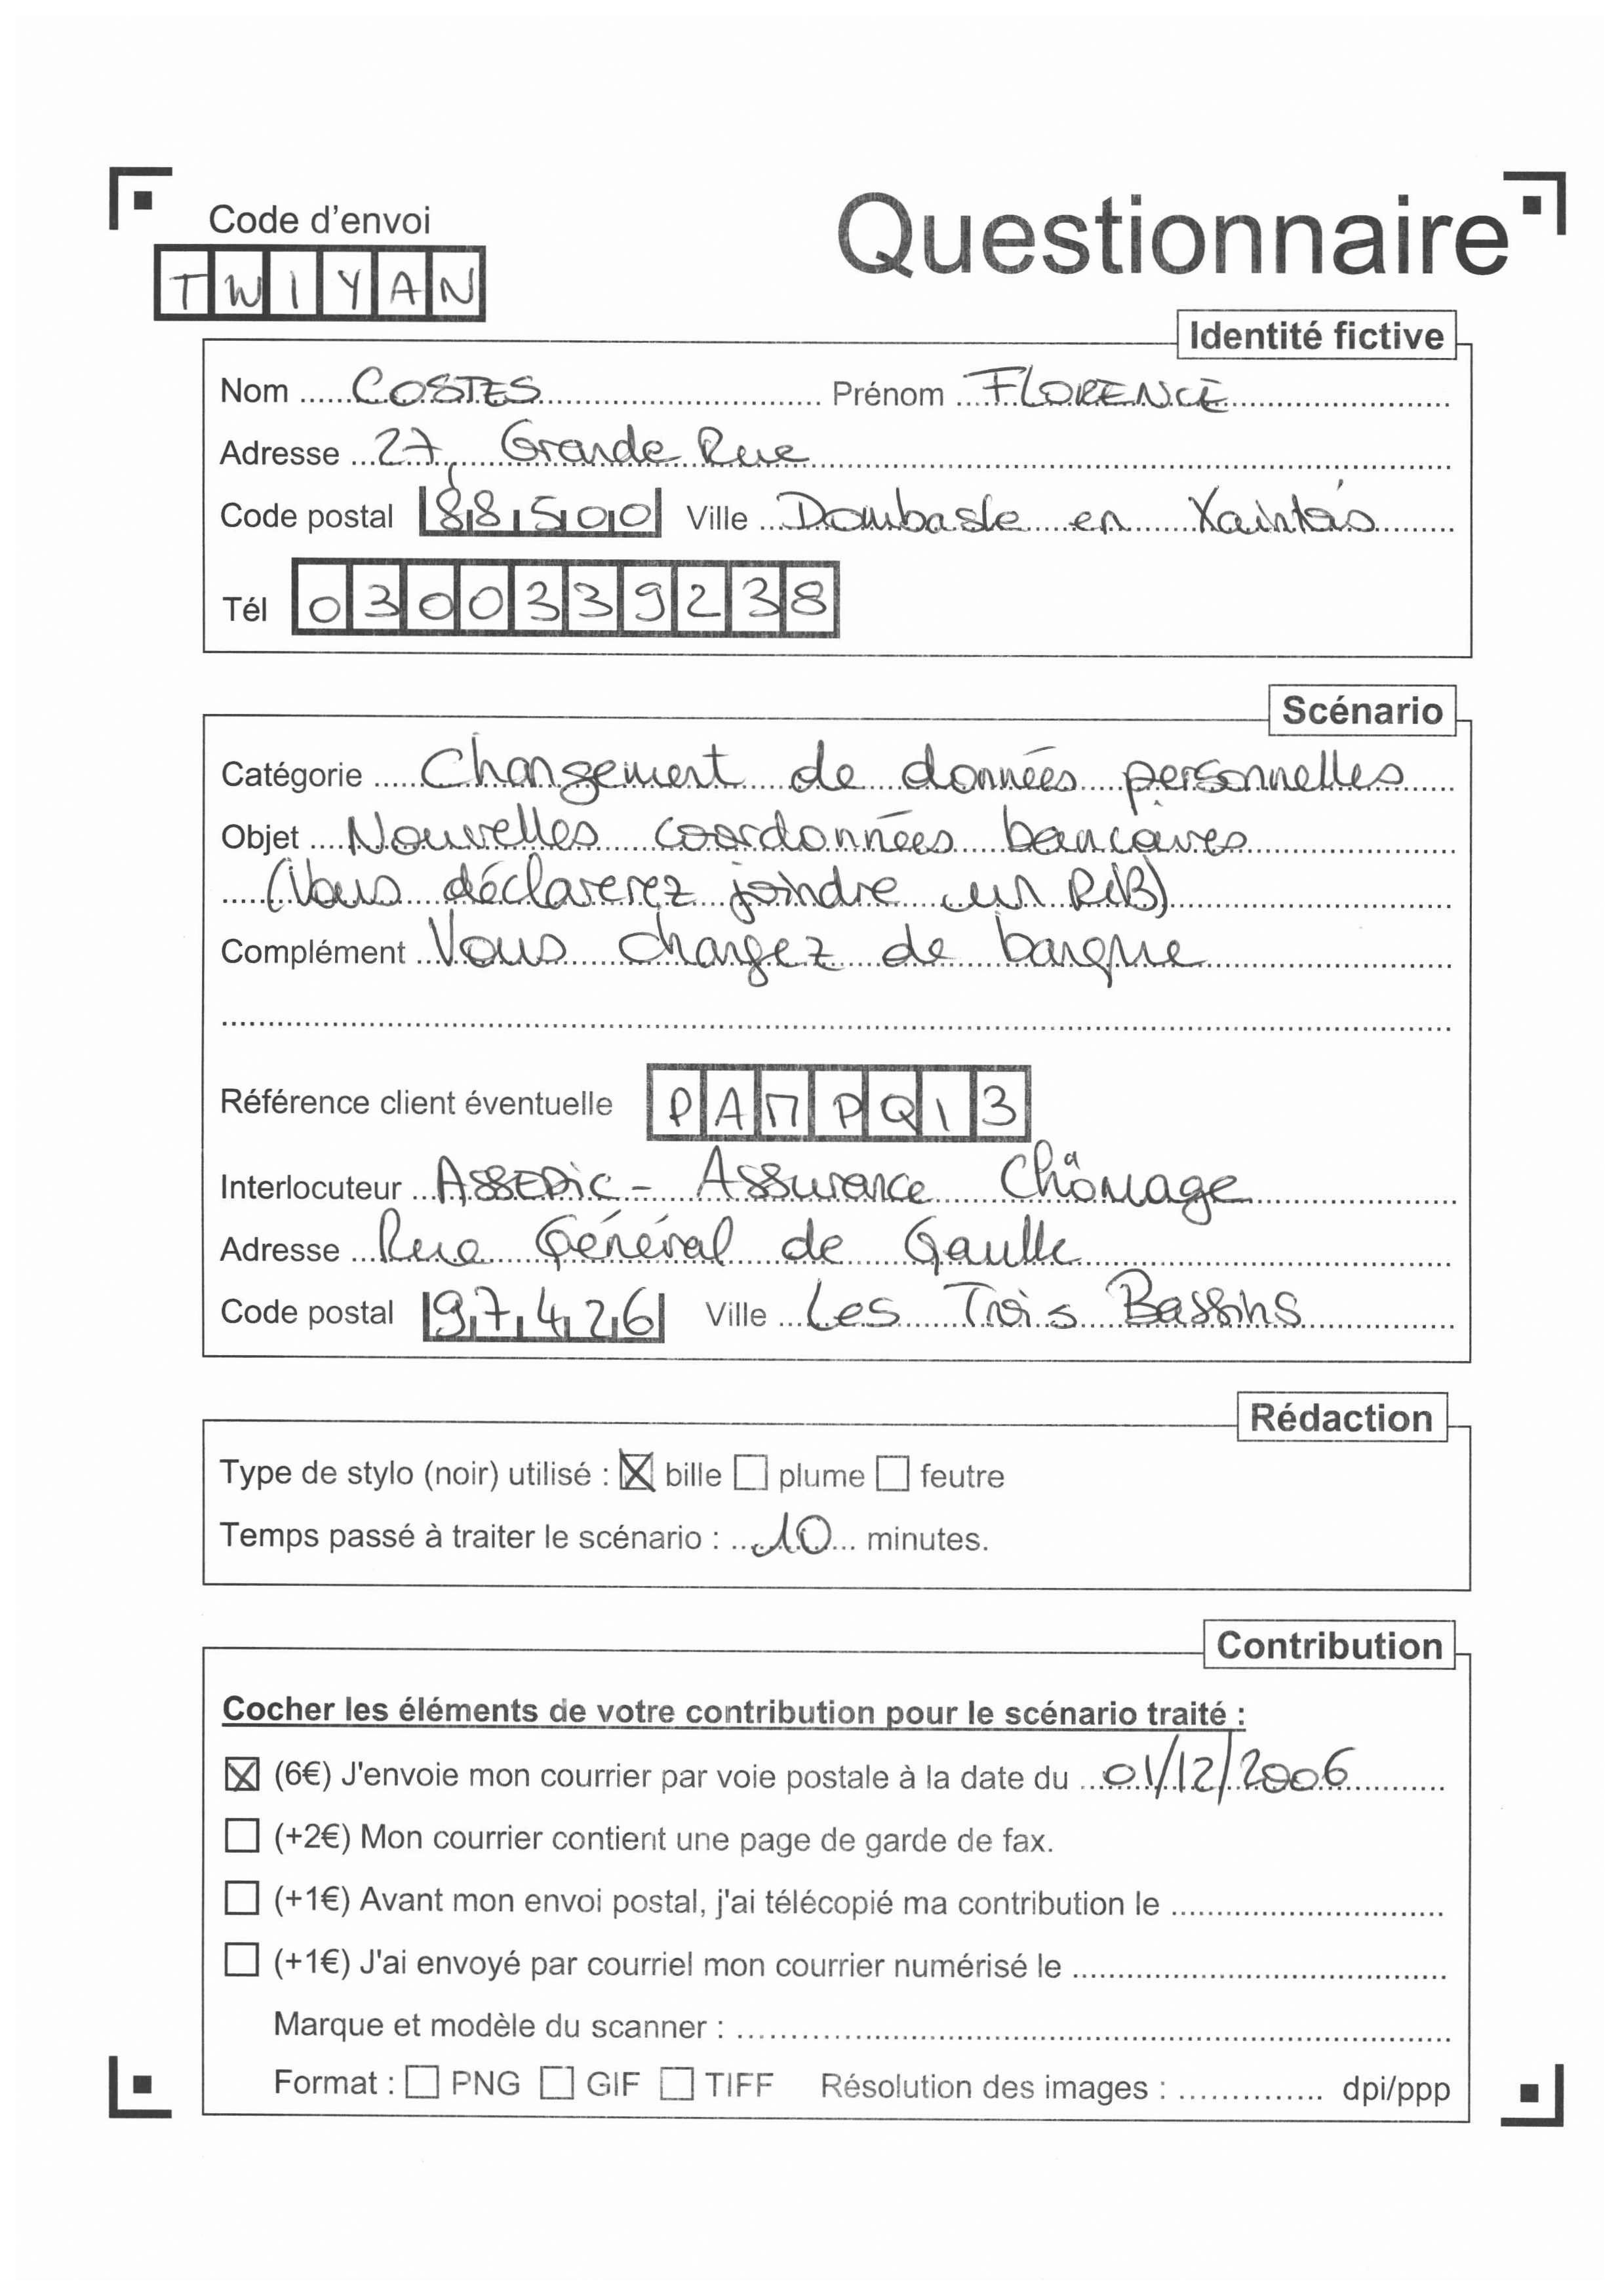 Questionnaire
Code d'envoi
TWIYAN
Identité fictive
Nom ..... COSTES ..... Prénom ..... FLORENCE
Adresse ... 27, Grande Rue
Code postal 88500 Ville ... Dombasle en Xaintois
Tél 0300339238
Scénario
Catégorie ..... Changement de données personnelles
Objet .... Nouvelles coordonnées bancaires
(Vous déclarerez joindre un RIB)
Complément .. Vous changez de banque
Référence client éventuelle PAMPQ13
Interlocuteur ... ASSEDIC - Assurance Chômage
Adresse ... Rue Général de Gaulle
Code postal 97426 Ville ... Les Trois Bassins
Rédaction
Type de stylo (noir) utilisé : ☒ bille ☐ plume ☐ feutre
Temps passé à traiter le scénario : .. 10 ... minutes.
Contribution
Cocher les éléments de votre contribution pour le scénario traité :
☒ (6€) J'envoie mon courrier par voie postale à la date du ... 01/12/2006
☐ (+2€) Mon courrier contient une page de garde de fax.
☐ (+1€) Avant mon envoi postal, j'ai télécopié ma contribution le .....
☐ (+1€) J'ai envoyé par courriel mon courrier numérisé le .....
Marque et modèle du scanner : .....
Format : ☐ PNG ☐ GIF ☐ TIFF Résolution des images : ..... dpi/ppp